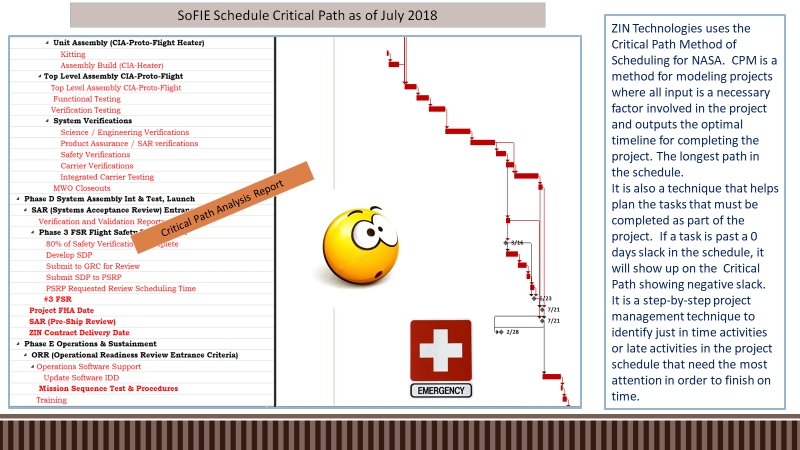 SoFIE Schedule Critical Path as of July 2018
Unit Assembly (CIA-Proto-Flight Heater)
Kitting
Assembly Build (CIA-Heater)
Top Level Assembly CIA-Proto-Flight
Top Level Assembly CIA-Proto-Flight
Functional Testing
Verification Testing
System Verifications
Science / Engineering Verifications
Product Assurance / SAR verifications
Safety Verifications
Carrier Verifications
Integrated Carrier Testing
MWO Closeouts
Phase D System Assembly Int & Test, Launch
SAR (Systems Acceptance Review)
Verification and Validation Reports
Phase 3 FSR Flight
80% of Safety
Develop SDP
Submit to GRC for Review
Submit SDP to PSRP
PSRP Requested Review Scheduling Time
#3 FSR
Project FHA Date
SAR (Pre-Ship Review)
ZIN Contract Delivery Date
Phase E Operations & Sustainment
ORR (Operational Readiness Review Entrance Criteria)
Operations Software Support
Update Software IDD
Mission Sequence Test & Procedures
Training
Critical Path Analysis Report
3/16
5/23
7/21
7/21
2/28
EMERGENCY
ZIN Technologies uses the
Critical Path Method of
Scheduling for NASA. CPM is a
method for modeling projects
where all input is a necessary
factor involved in the project
and outputs the optimal
timeline for completing the
project. The longest path in
the schedule.
It is also a technique that helps
plan the tasks that must be
completed as part of the
project. If a task is past a 0
days slack in the schedule, it
will show up on the Critical
Path showing negative slack.
It is a step-by-step project
management technique to
identify just in time activities
or late activities in the project
schedule that need the most
attention in order to finish on
time.